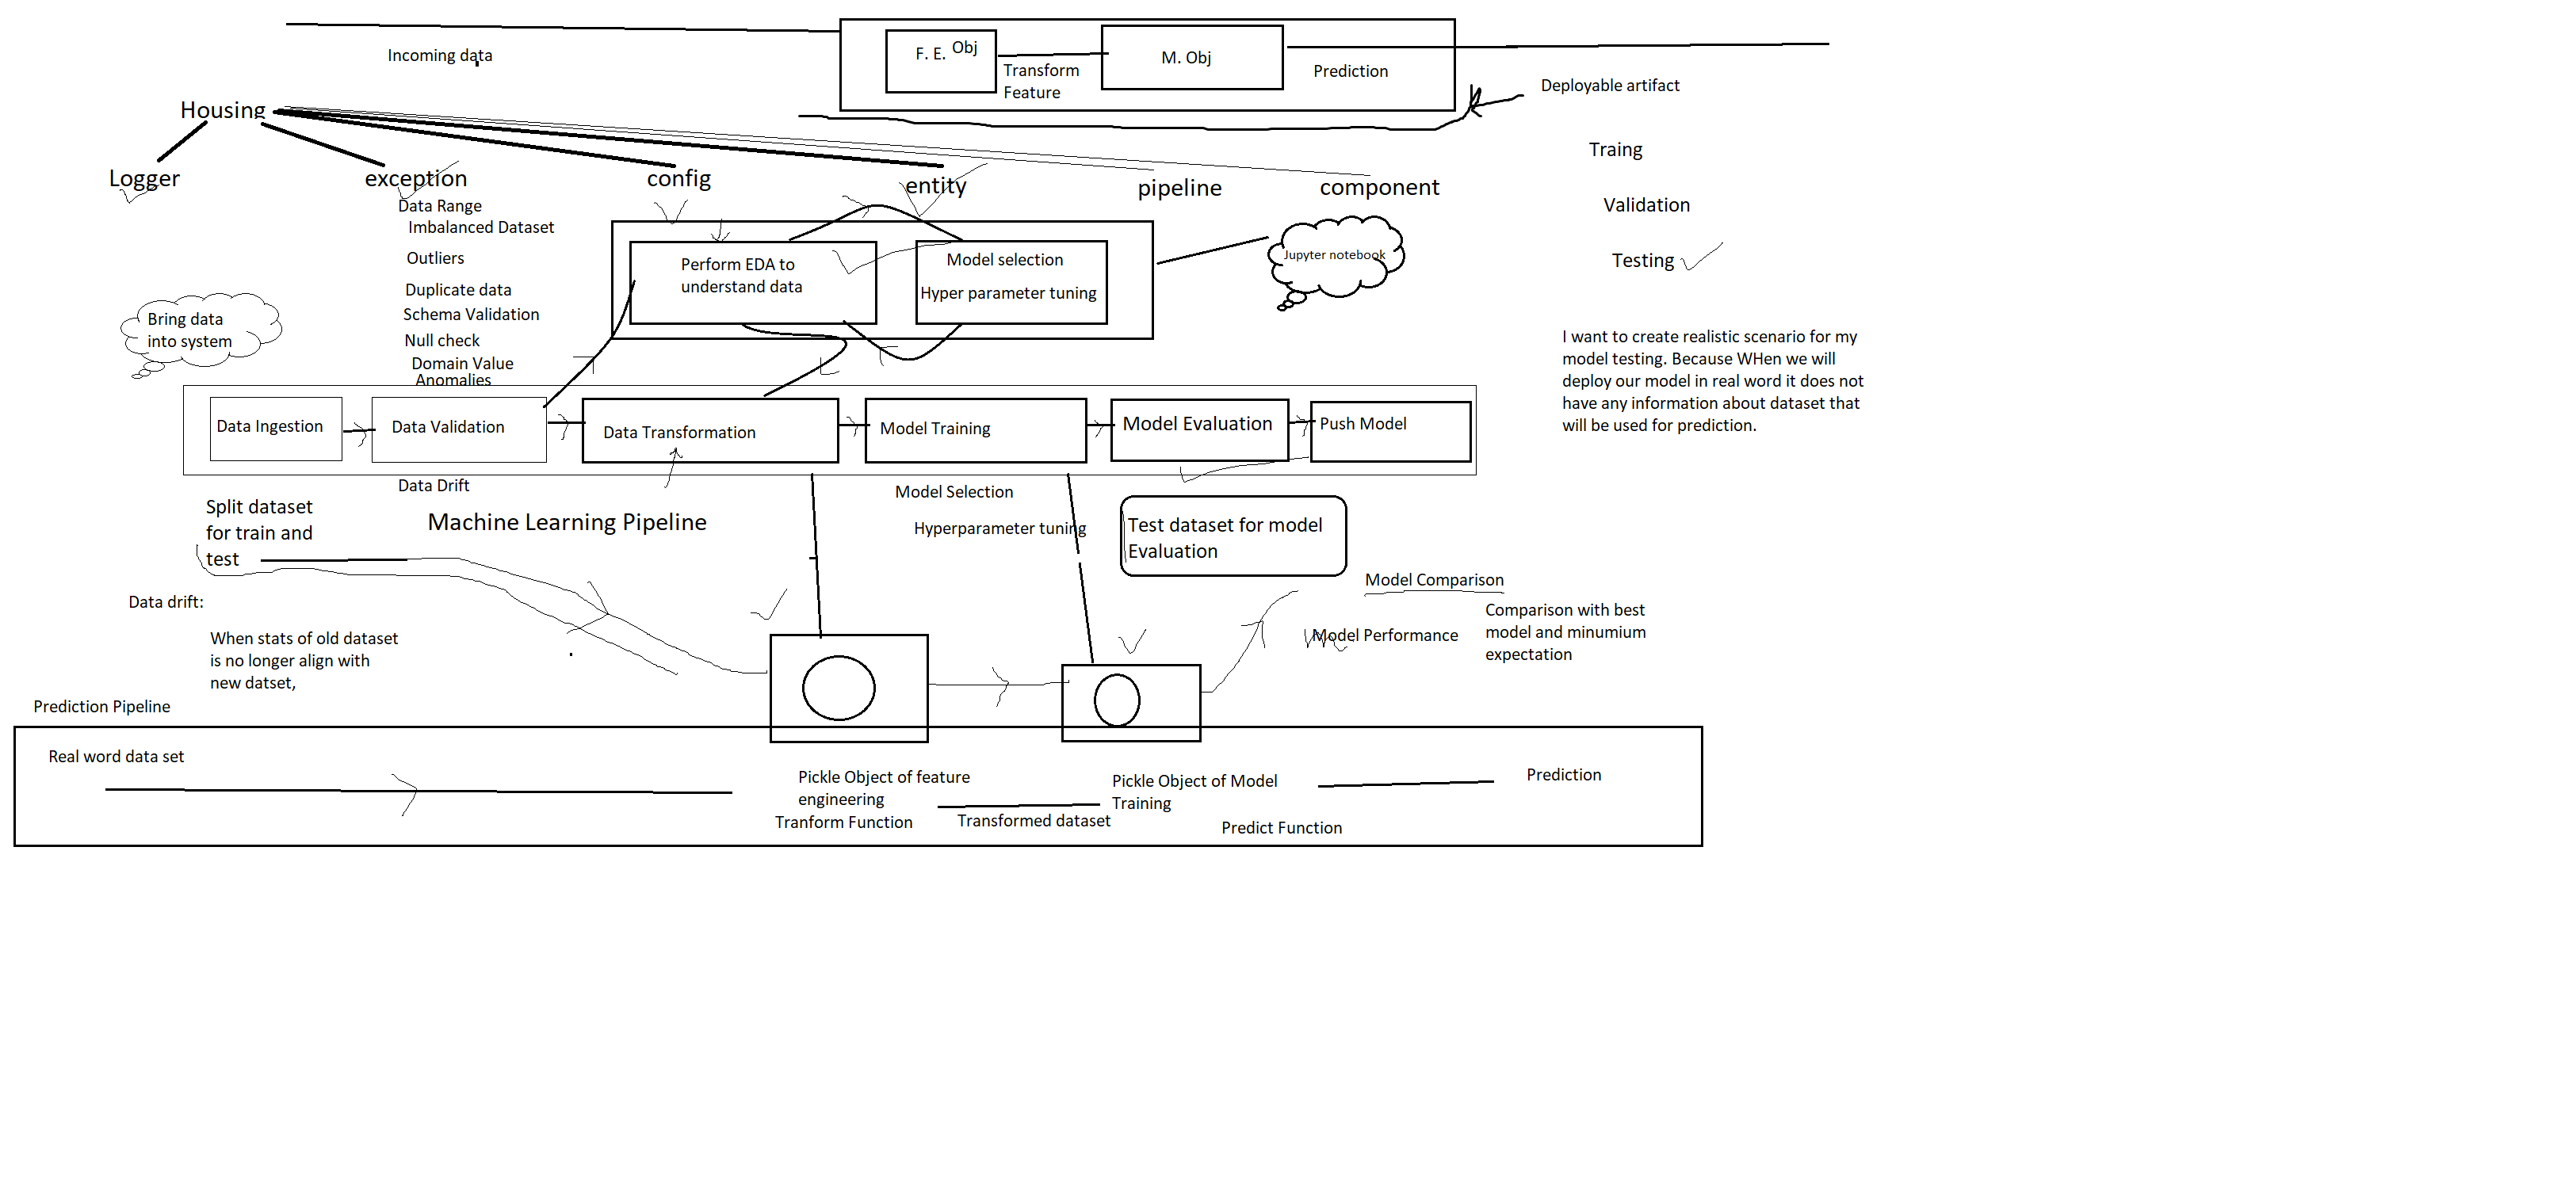 Incoming data
F. E. Obj
Transform
Feature
M. Obj
Prediction
Deployable artifact
Housing
Logger
exception
config
entity
pipeline
component
Traing
Validation
Testing
Data Range
Imbalanced Dataset
Outliers
Duplicate data
Schema Validation
Null check
Domain Value
Anomalies
Perform EDA to
understand data
Model selection
Hyper parameter tuning
Jupyter notebook
Bring data
into system
I want to create realistic scenario for my
model testing. Because WHen we will
deploy our model in real word it does not
have any information about dataset that
will be used for prediction.
Data Ingestion
Data Validation
Data Transformation
Model Training
Model Evaluation
Push Model
Data Drift
Split dataset
for train and
test
Machine Learning Pipeline
Model Selection
Hyperparameter tuning
Test dataset for model
Evaluation
Data drift:
When stats of old dataset
is no longer align with
new datset,
Model Comparison
Comparison with best
model and minumium
expectation
Model Performance
Prediction Pipeline
Real word data set
Pickle Object of feature
engineering
Tranform Function
Transformed dataset
Pickle Object of Model
Training
Predict Function
Prediction